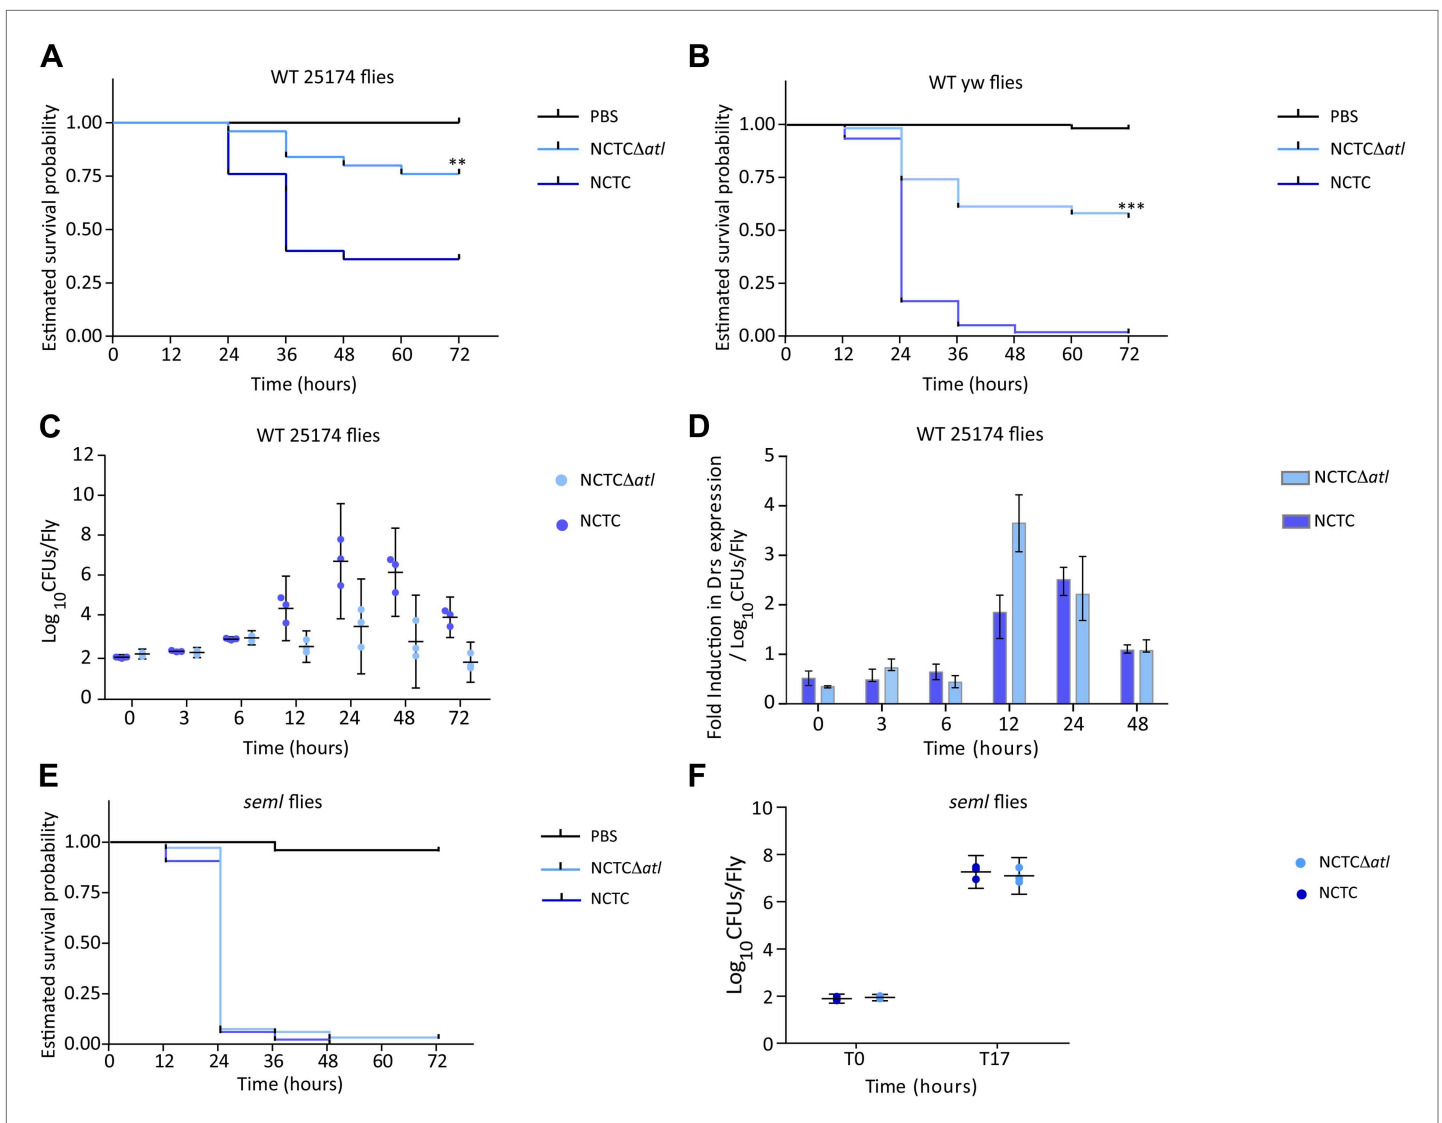 A
WT 25174 flies
Estimated survival probability
1.00
0.75
0.50
0.25
0.00
0 12 24 36 48 60 72
Time (hours)
**
PBS
NCTCΔatl
NCTC
B
WT yw flies
Estimated survival probability
1.00
0.75
0.50
0.25
0.00
0 12 24 36 48 60 72
Time (hours)
***
PBS
NCTCΔatl
NCTC
C
WT 25174 flies
Log10CFUs/Fly
12
10
8
6
4
2
0
0 3 6 12 24 48 72
Time (hours)
NCTCΔatl
NCTC
D
WT 25174 flies
Fold Induction in Drs expression
/ Log10CFUs/Fly
5
4
3
2
1
0
0 3 6 12 24 48
Time (hours)
NCTCΔatl
NCTC
E
seml flies
Estimated survival probability
1.00
0.75
0.50
0.25
0.00
0 12 24 36 48 60 72
Time (hours)
PBS
NCTCΔatl
NCTC
F
seml flies
Log10CFUs/Fly
10
8
6
4
2
0
T0 T17
Time (hours)
NCTCΔatl
NCTC